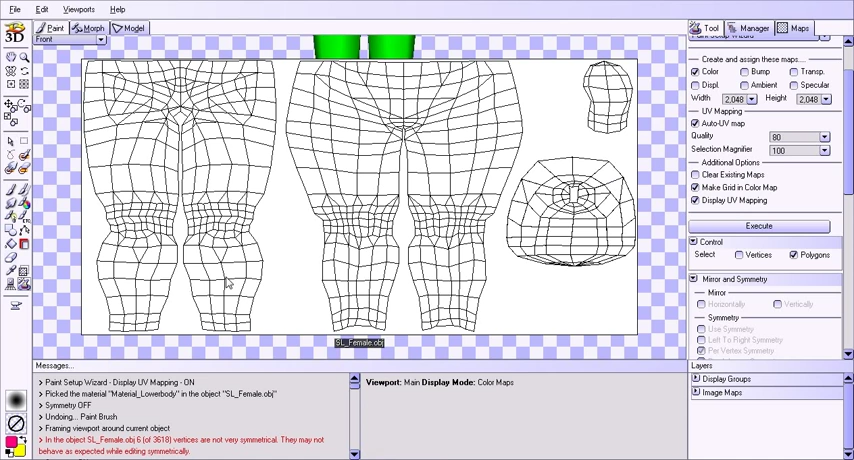 File Edit Viewports Help
3D Paint Morph Model Tool Manager Maps
Front
Create and assign these maps....
Color Bump Transp.
Displ. Ambient Specular
Width 2,048 Height 2,048
UV Mapping
Auto-UV map
Quality 80
Selection Magnifier 100
Additional Options
Clear Existing Maps
Make Grid in Color Map
Display UV Mapping
Execute
Control
Select Vertices Polygons
Mirror and Symmetry
Mirror
Horizontally Vertically
Symmetry
Use Symmetry
Left To Right Symmetry
Per Vertex Symmetry
SL_Female.obj
Messages...
> Paint Setup Wizard - Display UV Mapping - ON
> Picked the material "Material_Lowerbody" in the object "SL_Female.obj"
> Symmetry OFF
> Undoing... Paint Brush
> Framing viewport around current object
> In the object SL_Female.obj 6 (of 3618) vertices are not very symmetrical. They may not
behave as expected while editing symmetrically.
Viewport: Main Display Mode: Color Maps
Layers
Display Groups
Image Maps